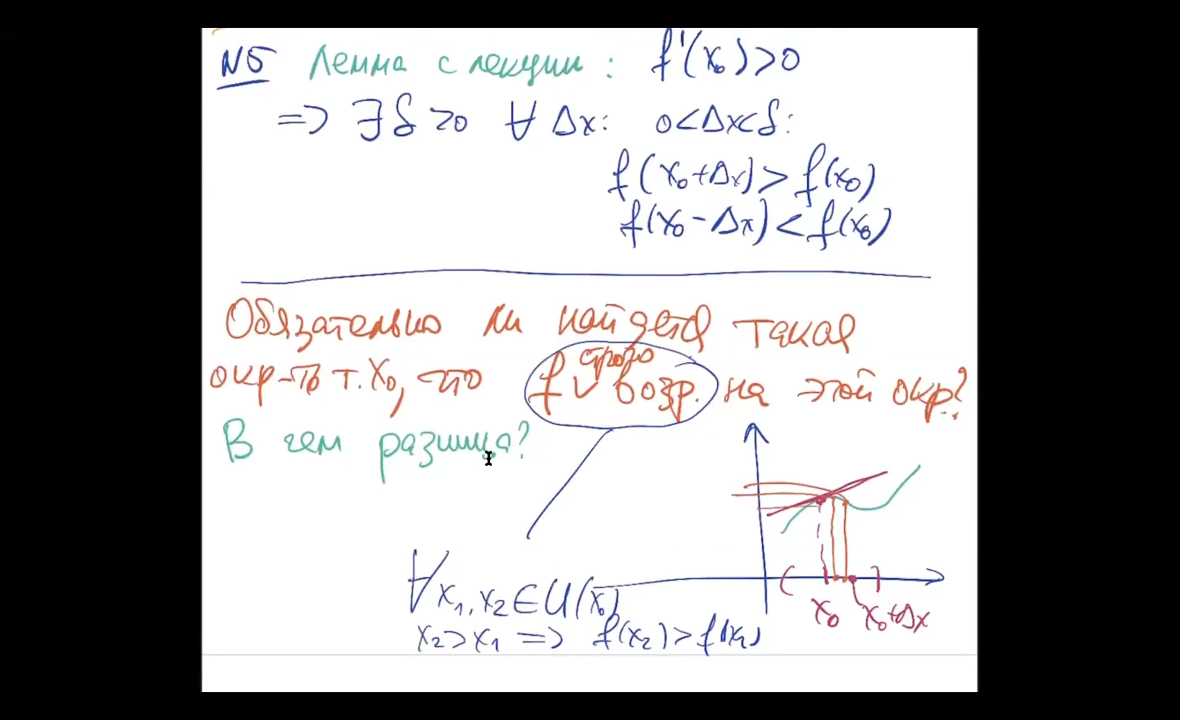 №5 Лемма с лекции: f'(x₀)>0
=> ∃δ>0 ∀Δx: 0<Δx<δ:
f(x₀+Δx)>f(x₀)
f(x₀-Δx)<f(x₀)
Обязательно ли найдется такая
окр-ть т. x₀, что f строго возр. на этой окр?
В чем разница?
∀x₁,x₂∈U(x₀)
x₂>x₁ => f(x₂)>f(x₁)
x₀ x₀+Δx